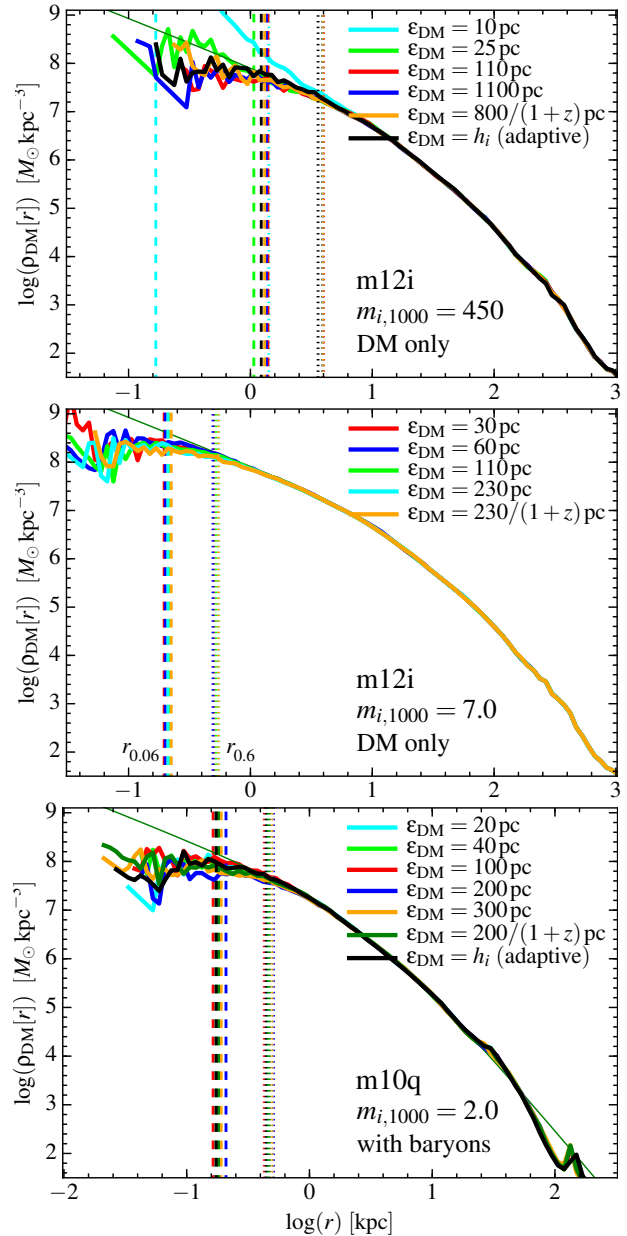 9
8
7
6
5
4
3
2
log(ρDM[r]) [M⊙ kpc−3]
εDM = 10 pc
εDM = 25 pc
εDM = 110 pc
εDM = 1100 pc
εDM = 800/(1+z) pc
εDM = hi (adaptive)
m12i
mi,1000 = 450
DM only
−1 0 1 2 3
9
8
7
6
5
4
3
2
log(ρDM[r]) [M⊙ kpc−3]
εDM = 30 pc
εDM = 60 pc
εDM = 110 pc
εDM = 230 pc
εDM = 230/(1+z) pc
m12i
mi,1000 = 7.0
DM only
r0.06 r0.6
−1 0 1 2 3
9
8
7
6
5
4
3
2
log(ρDM[r]) [M⊙ kpc−3]
εDM = 20 pc
εDM = 40 pc
εDM = 100 pc
εDM = 200 pc
εDM = 300 pc
εDM = 200/(1+z) pc
εDM = hi (adaptive)
m10q
mi,1000 = 2.0
with baryons
−2 −1 0 1 2
log(r) [kpc]